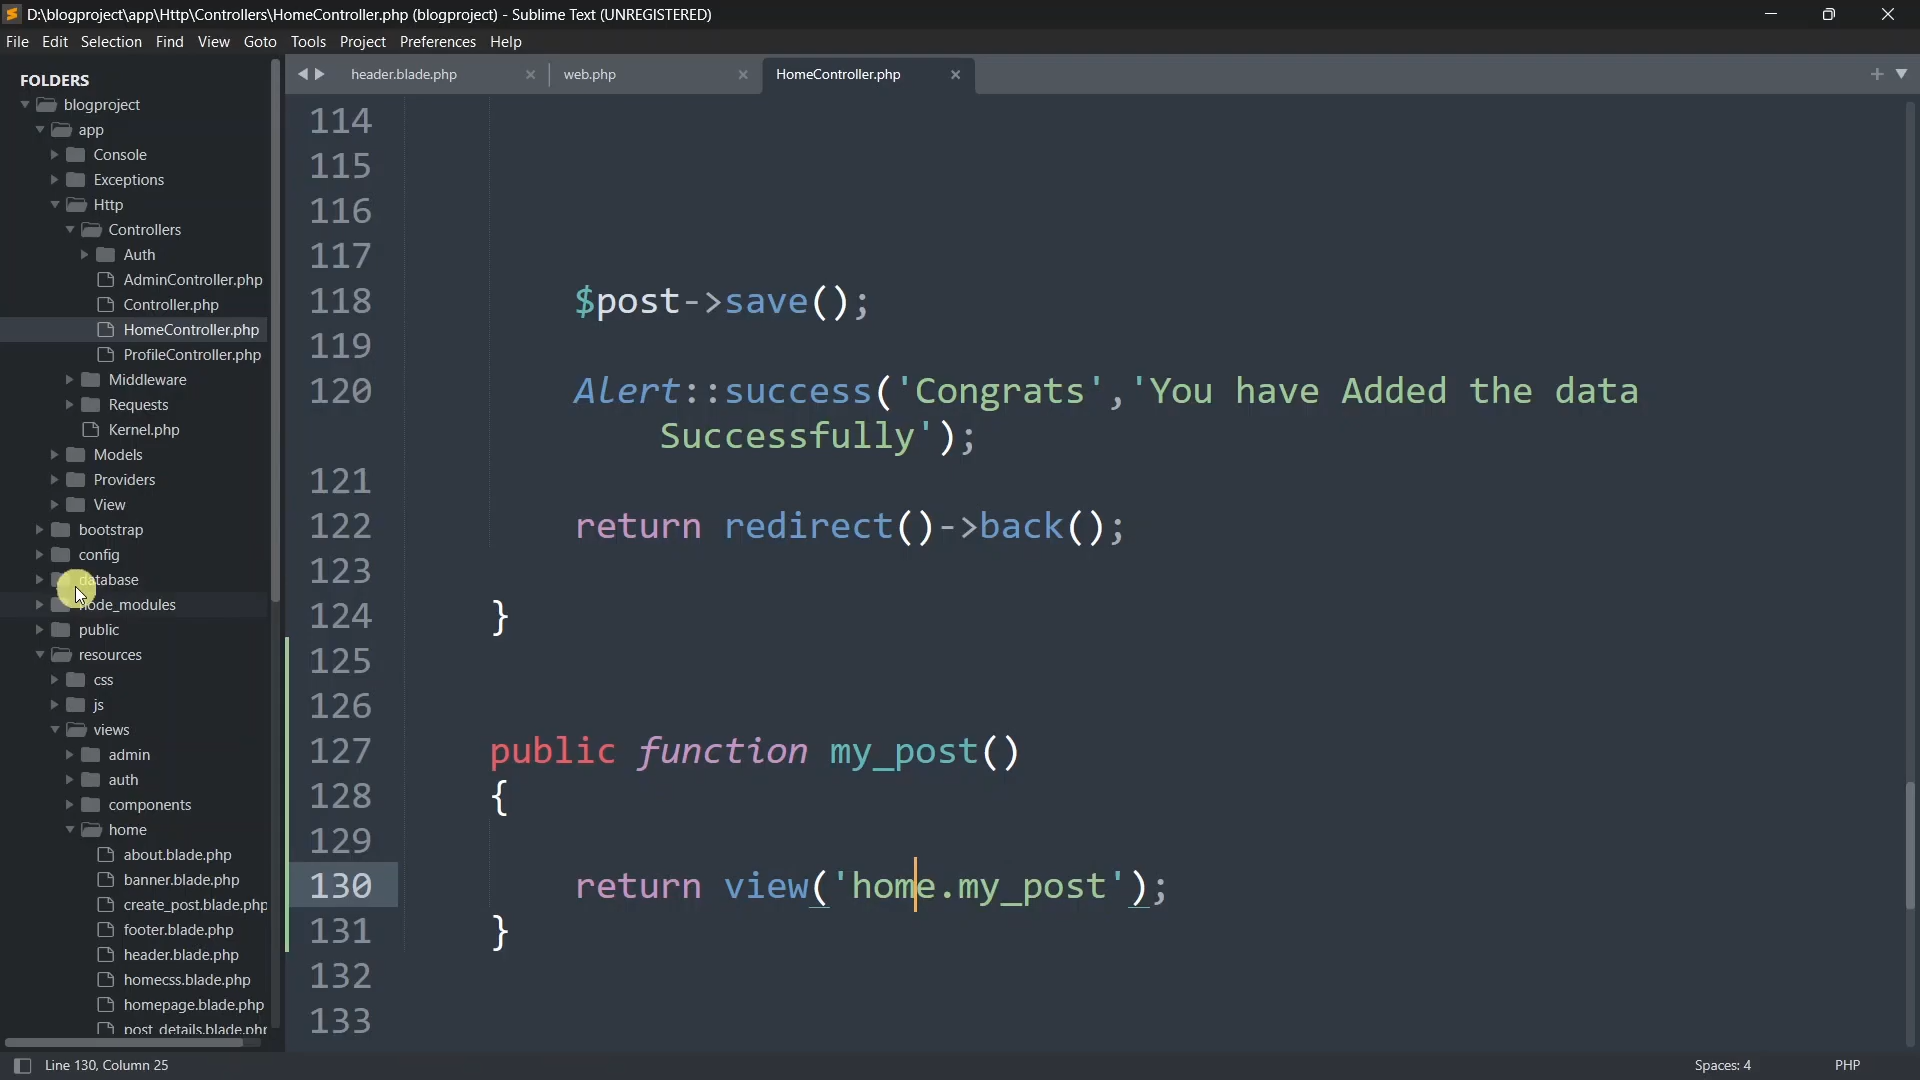 D:\blogproject\app\Http\Controllers\HomeController.php (blogproject) - Sublime Text (UNREGISTERED)
File Edit Selection Find View Goto Tools Project Preferences Help
FOLDERS
blogproject
app
Console
Exceptions
Http
Controllers
Auth
AdminController.php
Controller.php
HomeController.php
ProfileController.php
Middleware
Requests
Kernel.php
Models
Providers
View
bootstrap
config
database
node_modules
public
resources
css
js
views
admin
auth
components
home
about.blade.php
banner.blade.php
create_post.blade.php
footer.blade.php
header.blade.php
homecss.blade.php
homepage.blade.php
post_details.blade.php
header.blade.php web.php HomeController.php
114
115
116
117
118 $post->save();
119
120 Alert::success('Congrats','You have Added the data
Successfully');
121
122 return redirect()->back();
123
124 }
125
126
127 public function my_post()
128 {
129
130 return view('home.my_post');
131 }
132
133
Line 130, Column 25 Spaces: 4 PHP